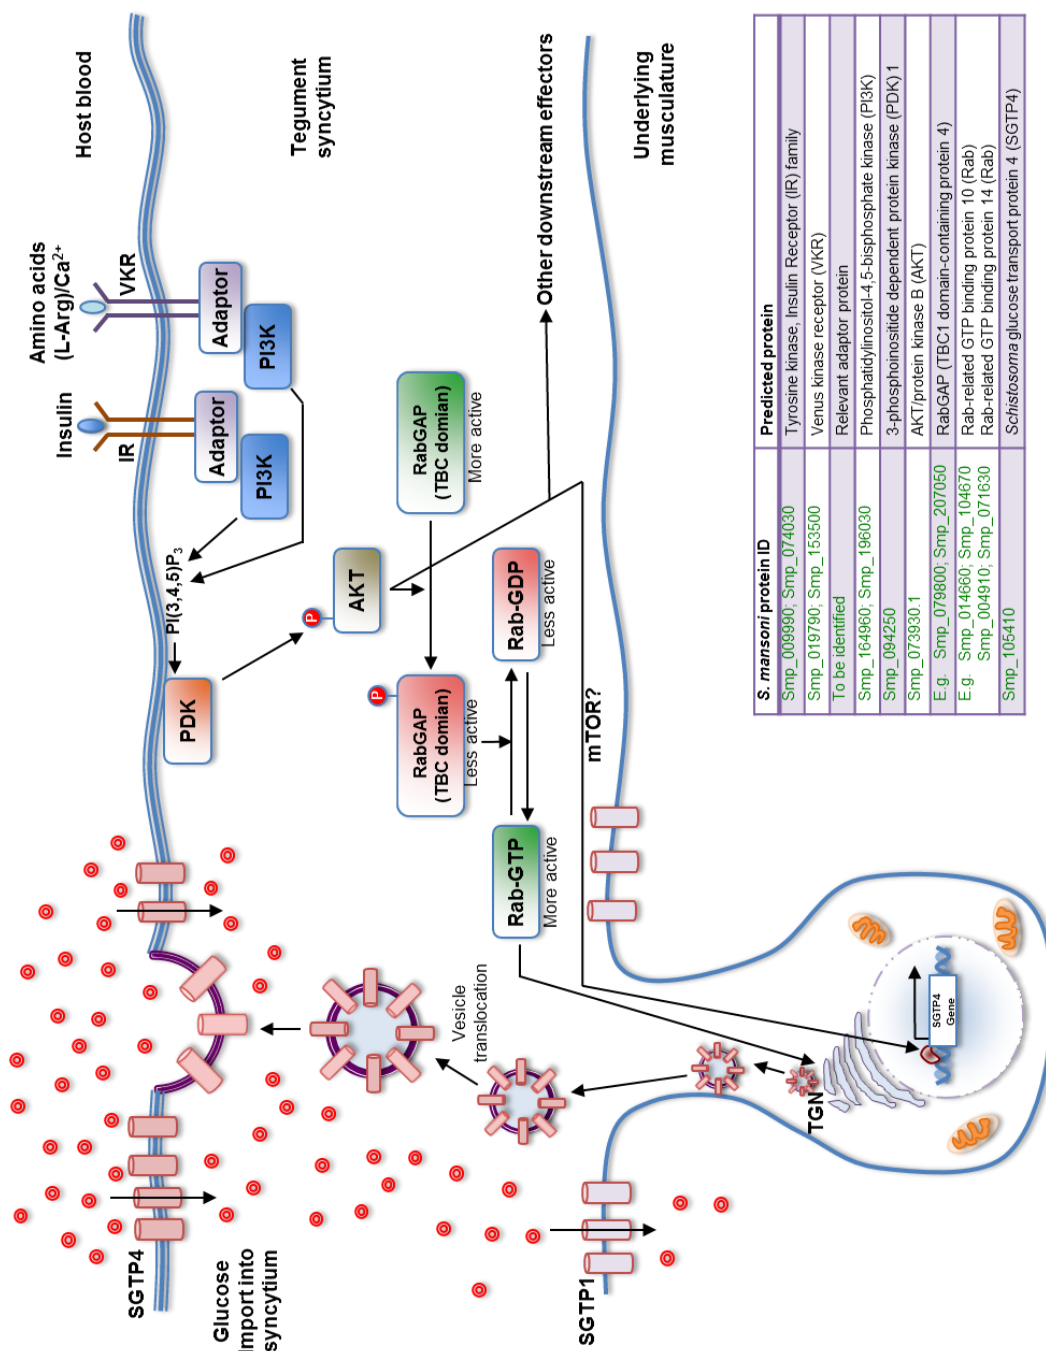 Host blood
Amino acids
(L-Arg)/Ca²⁺
Insulin
VKR
IR
Tegument
syncytium
Adaptor
PI3K
Adaptor
PI3K
PI(3,4,5)P₃
PDK
P
AKT
RabGAP
(TBC domian)
More active
P
RabGAP
(TBC domian)
Less active
Rab-GDP
Less active
Rab-GTP
More active
Other downstream effectors
mTOR?
Underlying
musculature
SGTP4
Glucose
Import into
syncytium
Vesicle
translocation
SGTP1
TGN
SGTP4
Gene
S. mansoni protein ID Predicted protein
Smp_009990; Smp_074030 Tyrosine kinase, Insulin Receptor (IR) family
Smp_019790; Smp_153500 Venus kinase receptor (VKR)
To be identified Relevant adaptor protein
Smp_164960; Smp_196030 Phosphatidylinositol-4,5-bisphosphate kinase (PI3K)
Smp_094250 3-phosphoinositide dependent protein kinase (PDK) 1
Smp_073930.1 AKT/protein kinase B (AKT)
E.g. Smp_079800; Smp_207050 RabGAP (TBC1 domain-containing protein 4)
E.g. Smp_014660; Smp_104670 Rab-related GTP binding protein 10 (Rab)
Smp_004910; Smp_071630 Rab-related GTP binding protein 14 (Rab)
Smp_105410 Schistosoma glucose transport protein 4 (SGTP4)